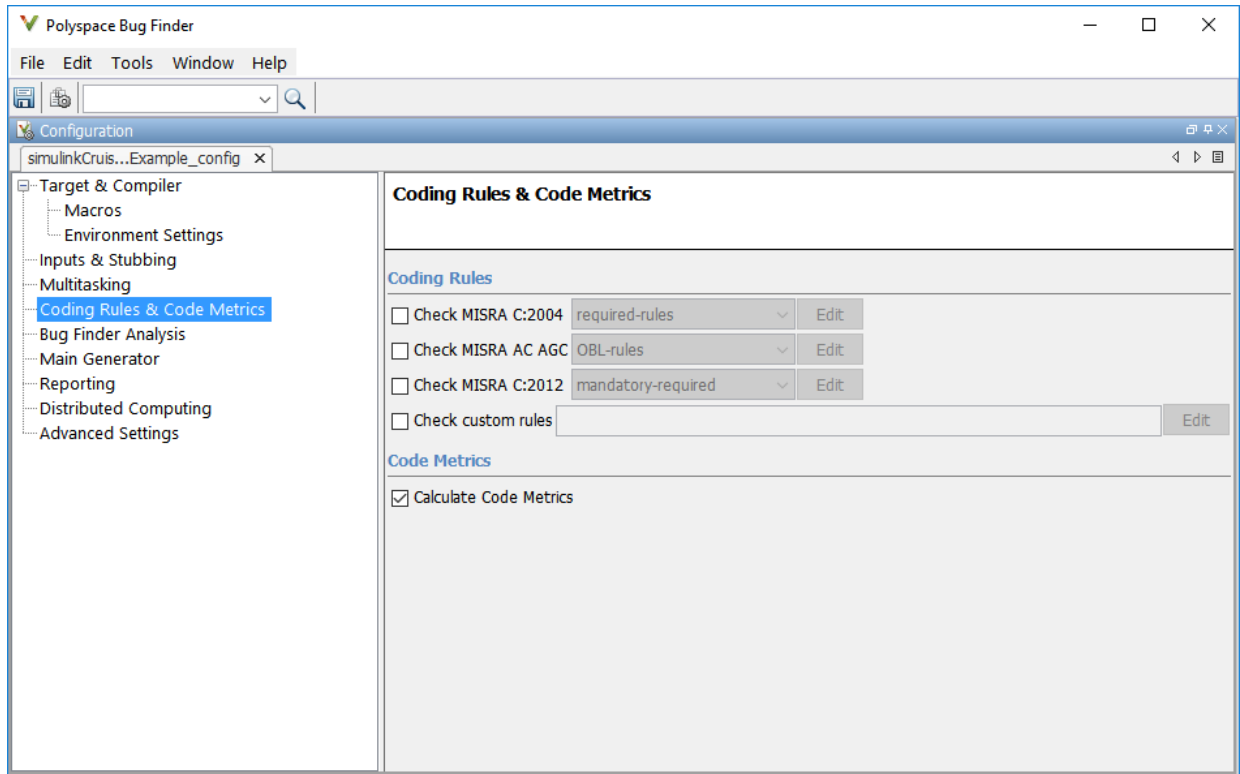 Polyspace Bug Finder
File Edit Tools Window Help
Configuration
simulinkCruis...Example_config
Target & Compiler
Macros
Environment Settings
Inputs & Stubbing
Multitasking
Coding Rules & Code Metrics
Bug Finder Analysis
Main Generator
Reporting
Distributed Computing
Advanced Settings
Coding Rules & Code Metrics
Coding Rules
Check MISRA C:2004 required-rules Edit
Check MISRA AC AGC OBL-rules Edit
Check MISRA C:2012 mandatory-required Edit
Check custom rules Edit
Code Metrics
Calculate Code Metrics